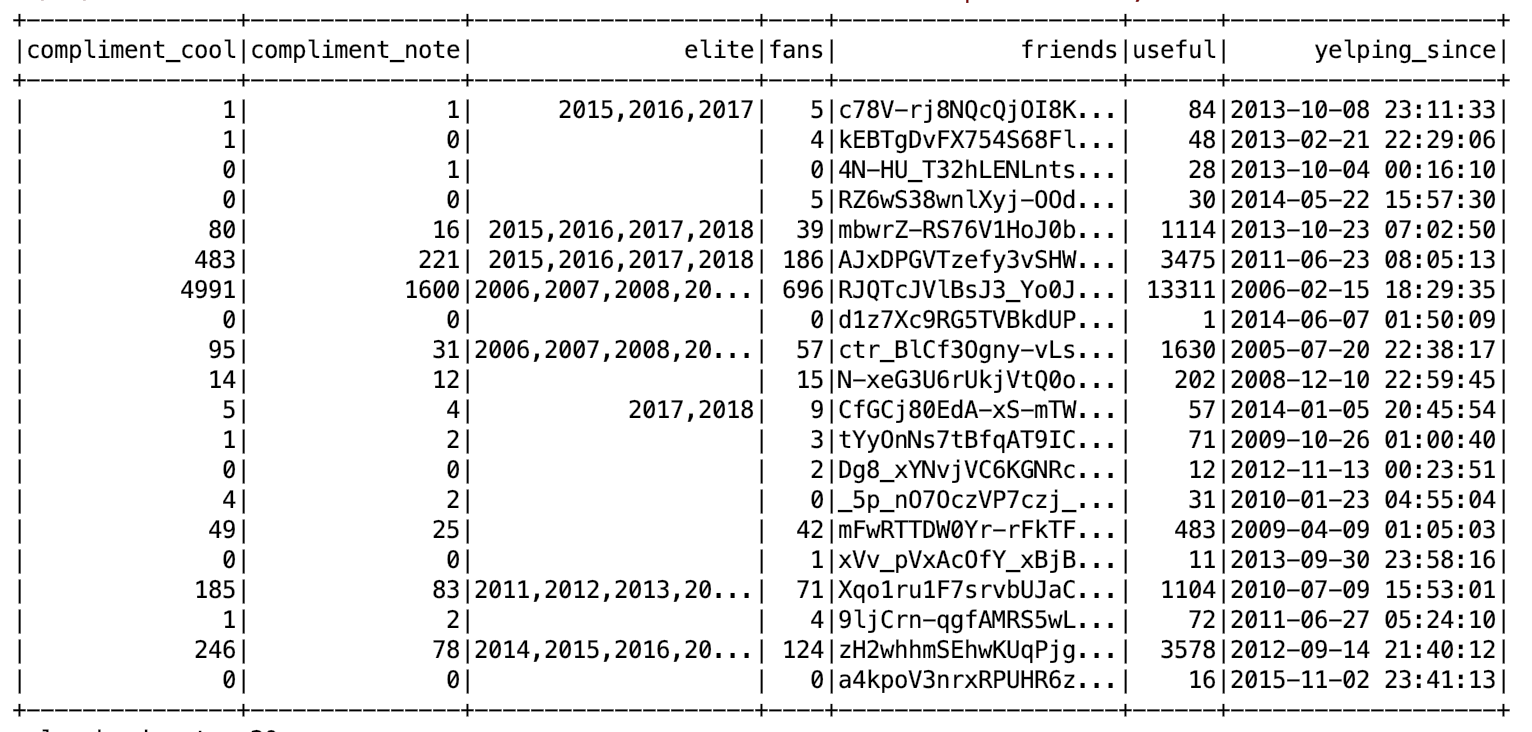 +---------------+---------------+-------------------+----+--------------------+------+-------------------+
|compliment_cool|compliment_note|              elite|fans|             friends|useful|      yelping_since|
+---------------+---------------+-------------------+----+--------------------+------+-------------------+
|              1|              1|     2015,2016,2017|   5|c78V-rj8NQcQjOI8K...|    84|2013-10-08 23:11:33|
|              1|              0|                   |   4|kEBTgDvFX754S68Fl...|    48|2013-02-21 22:29:06|
|              0|              1|                   |   0|4N-HU_T32hLENLnts...|    28|2013-10-04 00:16:10|
|              0|              0|                   |   5|RZ6wS38wnlXyj-OOd...|    30|2014-05-22 15:57:30|
|             80|             16|2015,2016,2017,2018|  39|mbwrZ-RS76V1HoJ0b...|  1114|2013-10-23 07:02:50|
|            483|            221|2015,2016,2017,2018| 186|AJxDPGVTzefy3vSHW...|  3475|2011-06-23 08:05:13|
|           4991|           1600|2006,2007,2008,20...| 696|RJQTcJVlBsJ3_Yo0J...| 13311|2006-02-15 18:29:35|
|              0|              0|                   |   0|d1z7Xc9RG5TVBkdUP...|     1|2014-06-07 01:50:09|
|             95|             31|2006,2007,2008,20...|  57|ctr_BlCf3Ogny-vLs...|  1630|2005-07-20 22:38:17|
|             14|             12|                   |  15|N-xeG3U6rUkjVtQ0o...|   202|2008-12-10 22:59:45|
|              5|              4|          2017,2018|   9|CfGCj80EdA-xS-mTW...|    57|2014-01-05 20:45:54|
|              1|              2|                   |   3|tYyOnNs7tBfqAT9IC...|    71|2009-10-26 01:00:40|
|              0|              0|                   |   2|Dg8_xYNvjVC6KGNRc...|    12|2012-11-13 00:23:51|
|              4|              2|                   |   0|_5p_nO7OczVP7czj_...|    31|2010-01-23 04:55:04|
|             49|             25|                   |  42|mFwRTTDW0Yr-rFkTF...|   483|2009-04-09 01:05:03|
|              0|              0|                   |   1|xVv_pVxAcOfY_xBjB...|    11|2013-09-30 23:58:16|
|            185|             83|2011,2012,2013,20...|  71|Xqo1ru1F7srvbUJaC...|  1104|2010-07-09 15:53:01|
|              1|              2|                   |   4|9ljCrn-qgfAMRS5wL...|    72|2011-06-27 05:24:10|
|            246|             78|2014,2015,2016,20...| 124|zH2whhmSEhwKUqPjg...|  3578|2012-09-14 21:40:12|
|              0|              0|                   |   0|a4kpoV3nrxRPUHR6z...|    16|2015-11-02 23:41:13|
+---------------+---------------+-------------------+----+--------------------+------+-------------------+